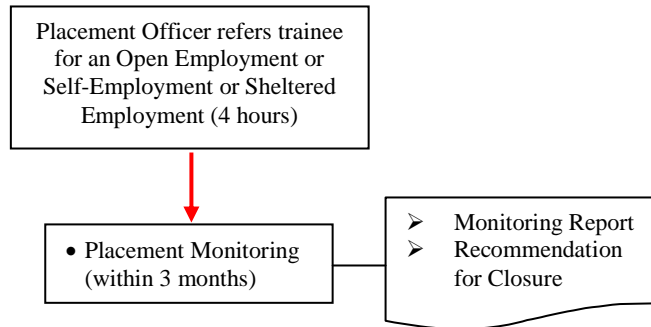 Placement Officer refers trainee
for an Open Employment or
Self-Employment or Sheltered
Employment (4 hours)
• Placement Monitoring
(within 3 months)
➢ Monitoring Report
➢ Recommendation
for Closure